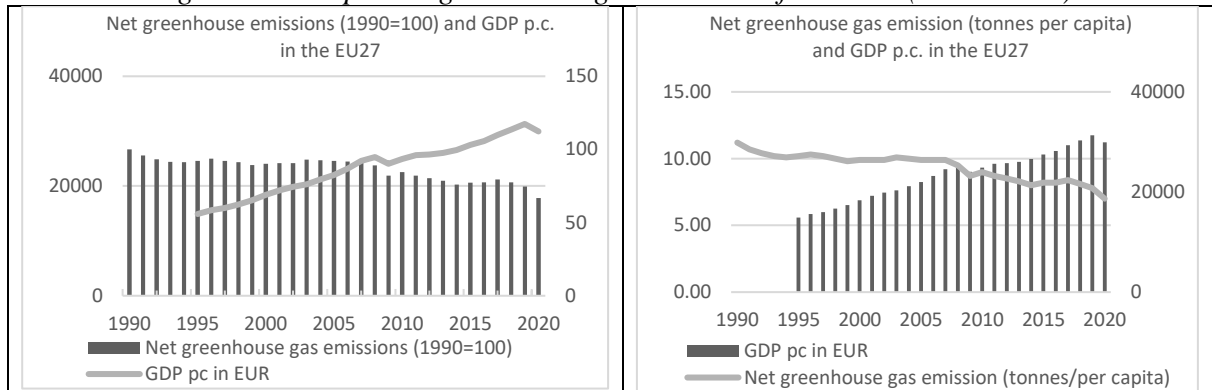 Net greenhouse emissions (1990=100) and GDP p.c.
in the EU27
40000
150
100
20000
50
0
0
1990 1995 2000 2005 2010 2015 2020
Net greenhouse gas emissions (1990=100)
GDP pc in EUR
Net greenhouse gas emission (tonnes per capita)
and GDP p.c. in the EU27
15.00
40000
10.00
20000
5.00
0.00
0
1990 1995 2000 2005 2010 2015 2020
GDP pc in EUR
Net greenhouse gas emission (tonnes/per capita)